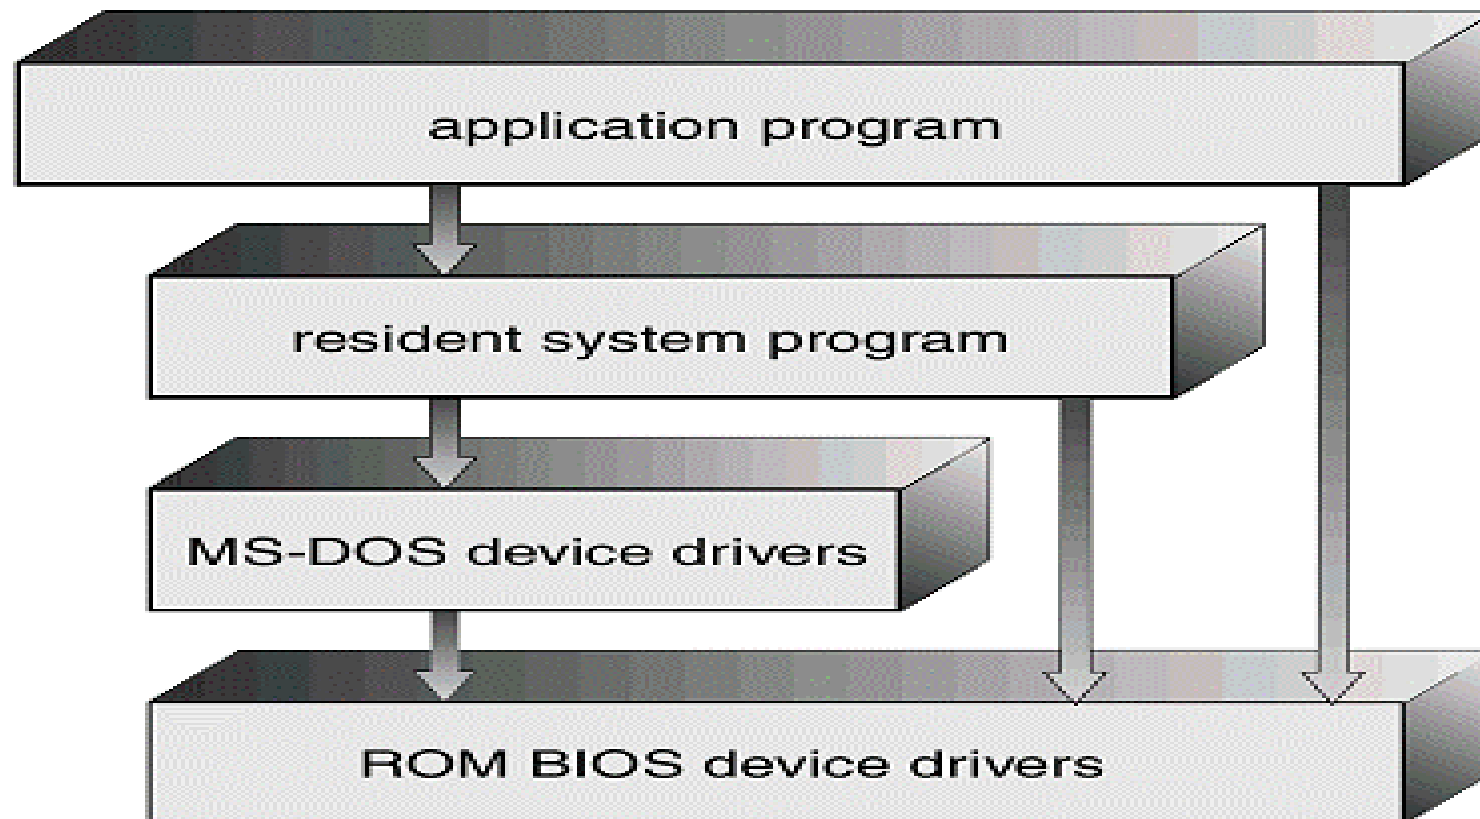 application program
resident system program
MS-DOS device drivers
ROM BIOS device drivers